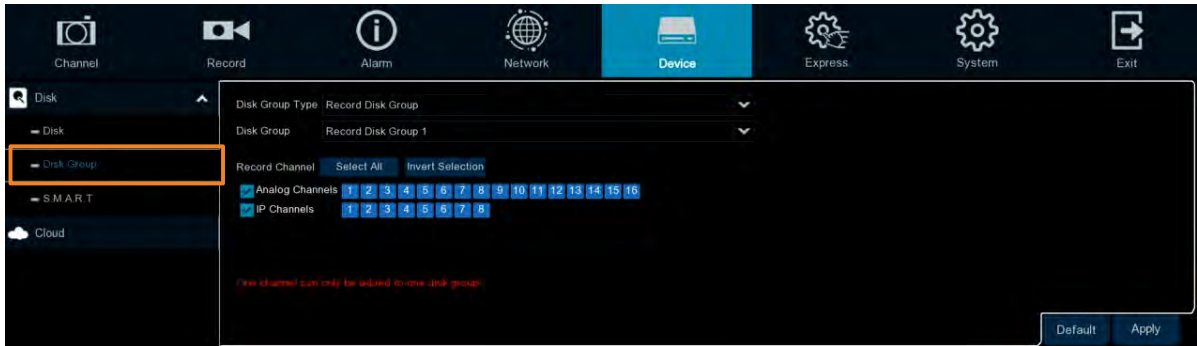 Channel Record Alarm Network Device Express System Exit
Disk
Disk
Disk Group
S.M.A.R.T
Cloud
Disk Group Type Record Disk Group
Disk Group Record Disk Group 1
Record Channel Select All Invert Selection
Analog Channels 1 2 3 4 5 6 7 8 9 10 11 12 13 14 15 16
IP Channels 1 2 3 4 5 6 7 8
One channel can only be added to one disk group!
Default Apply